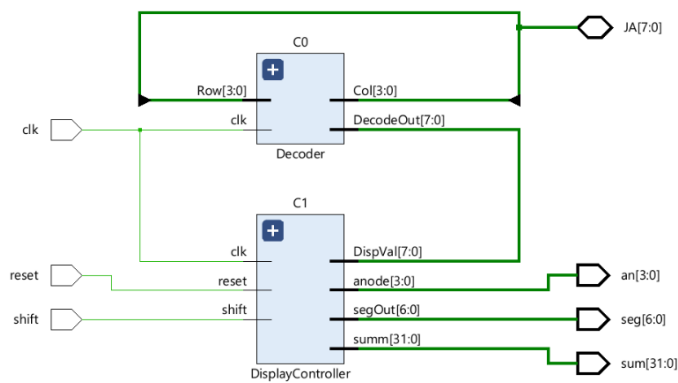 C0
JA[7:0]
Row[3:0] Col[3:0]
clk clk DecodeOut[7:0]
Decoder
C1
clk DispVal[7:0]
reset reset anode[3:0] an[3:0]
shift shift segOut[6:0] seg[6:0]
summ[31:0] sum[31:0]
DisplayController